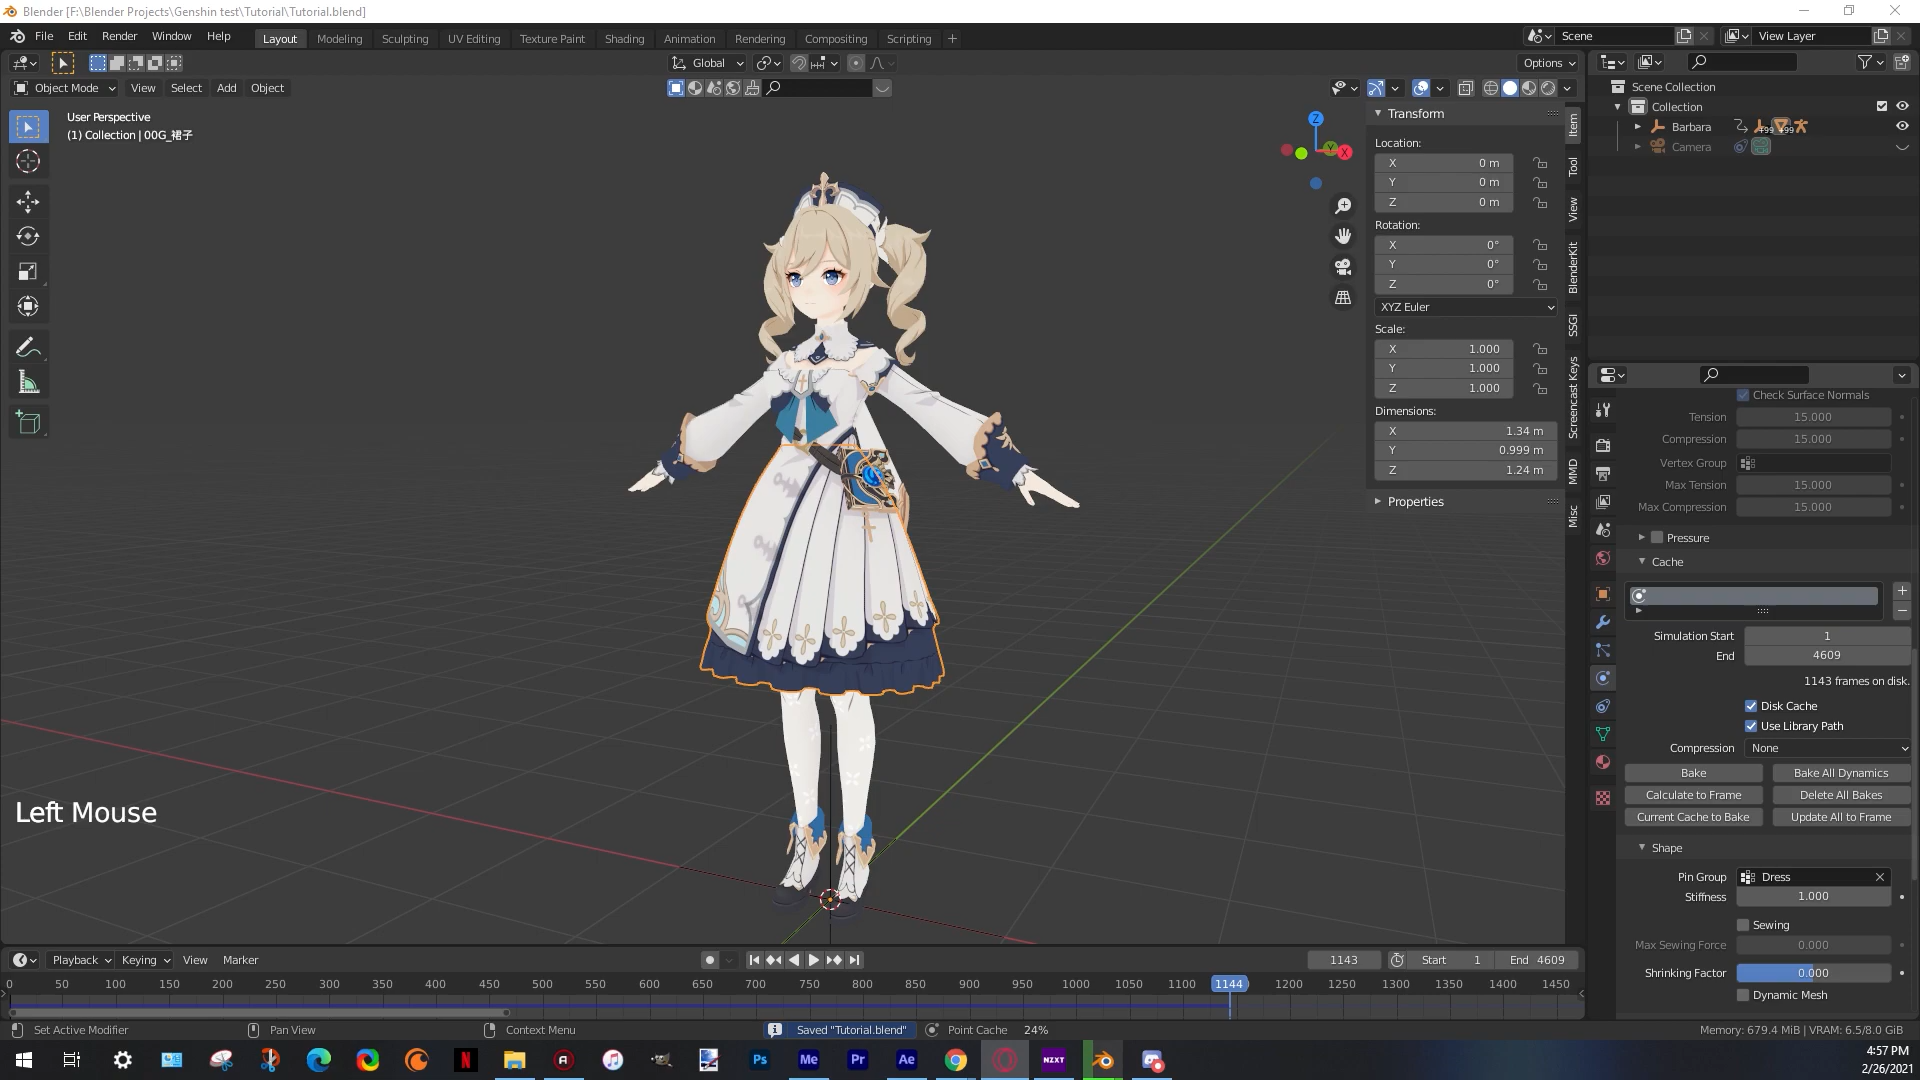 Blender [F:\Blender Projects\Genshin test\Tutorial\Tutorial.blend]
File Edit Render Window Help
Layout Modeling Sculpting UV Editing Texture Paint Shading Animation Rendering Compositing Scripting +
Scene
View Layer
Global
Options
Object Mode View Select Add Object
User Perspective
(1) Collection | 00G_裙子
Z
Y
X
Transform
Location:
X 0 m
Y 0 m
Z 0 m
Rotation:
X 0°
Y 0°
Z 0°
XYZ Euler
Scale:
X 1.000
Y 1.000
Z 1.000
Dimensions:
X 1.34 m
Y 0.999 m
Z 1.24 m
Properties
Item
Tool
View
BlenderKit
SSGI
Screencast Keys
MMD
Misc
Scene Collection
Collection
Barbara 499 499
Camera
Check Surface Normals
Tension 15.000
Compression 15.000
Vertex Group
Max Tension 15.000
Max Compression 15.000
Pressure
Cache
Simulation Start 1
End 4609
1143 frames on disk.
Disk Cache
Use Library Path
Compression None
Bake Bake All Dynamics
Calculate to Frame Delete All Bakes
Current Cache to Bake Update All to Frame
Shape
Pin Group Dress
Stiffness 1.000
Sewing
Max Sewing Force 0.000
Shrinking Factor 0.000
Dynamic Mesh
Left Mouse
Playback Keying View Marker
1143 Start 1 End 4609
0 50 100 150 200 250 300 350 400 450 500 550 600 650 700 750 800 850 900 950 1000 1050 1100 1144 1200 1250 1300 1350 1400 1450
Set Active Modifier Pan View Context Menu Saved "Tutorial.blend" Point Cache 24% Memory: 679.4 MiB | VRAM: 6.5/8.0 GiB
N Ps Me Pr Ae NZXT
4:57 PM
2/26/2021